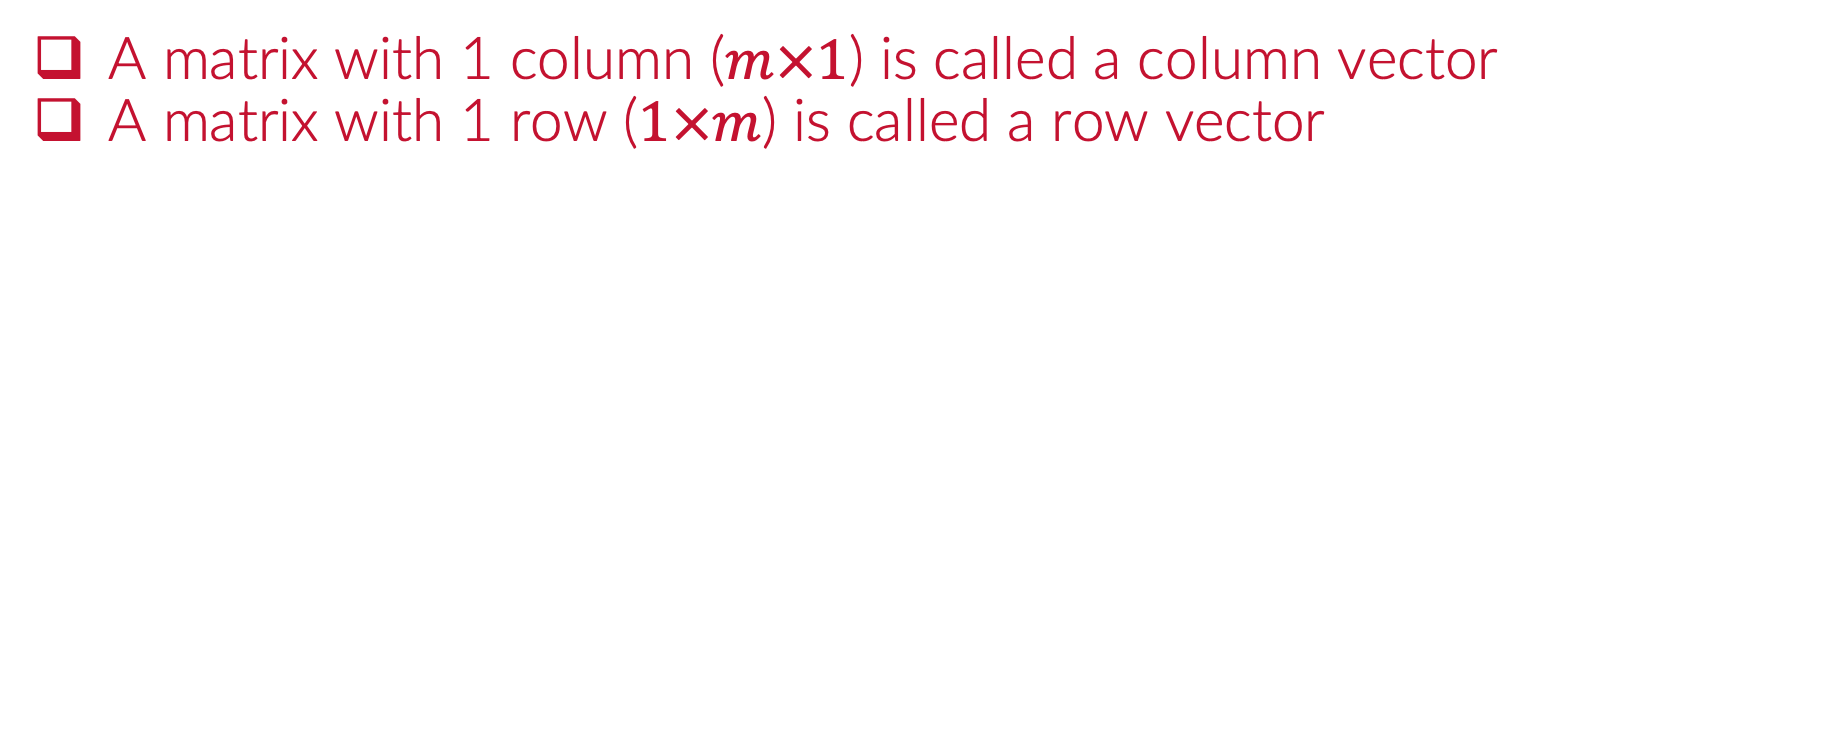 ❑ A matrix with 1 column (m×1) is called a column vector
❑ A matrix with 1 row (1×m) is called a row vector